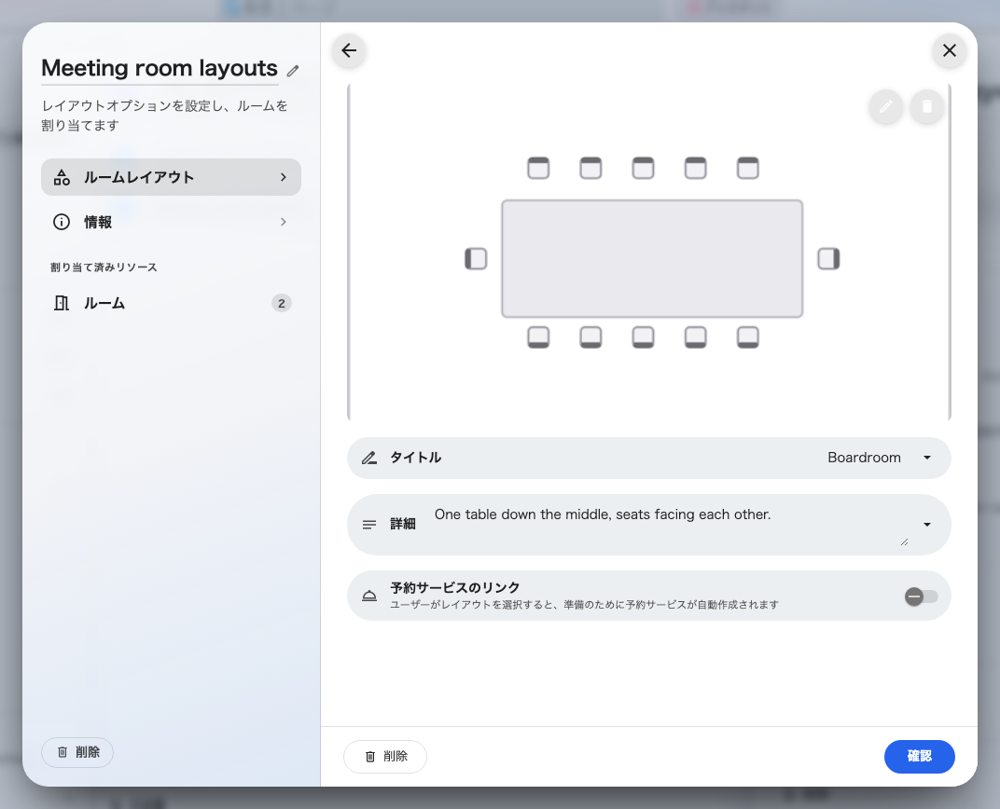 Meeting room layouts
レイアウトオプションを設定し、ルームを
割り当てます
ルームレイアウト
情報
割り当て済みリソース
ルーム
2
削除
タイトル
Boardroom
詳細
One table down the middle, seats facing each other.
予約サービスのリンク
ユーザーがレイアウトを選択すると、準備のために予約サービスが自動作成されます
削除
確認